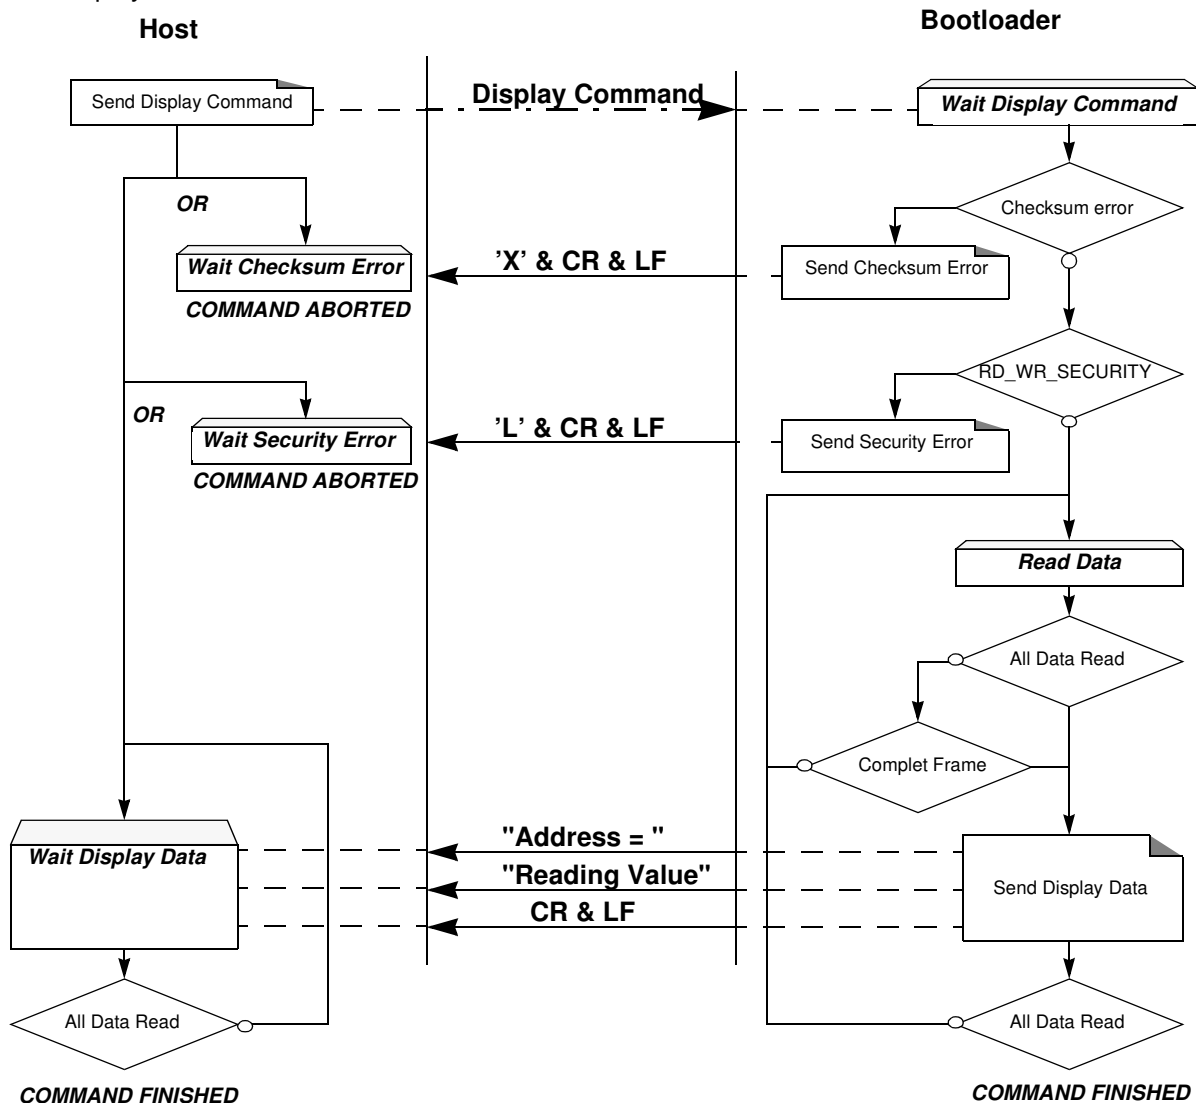 Host
Bootloader
Send Display Command
Display Command
Wait Display Command
OR
Checksum error
Wait Checksum Error
'X' & CR & LF
Send Checksum Error
COMMAND ABORTED
RD_WR_SECURITY
OR
Wait Security Error
'L' & CR & LF
Send Security Error
COMMAND ABORTED
Read Data
All Data Read
Complet Frame
"Address = "
Wait Display Data
"Reading Value"
Send Display Data
CR & LF
All Data Read
All Data Read
COMMAND FINISHED
COMMAND FINISHED